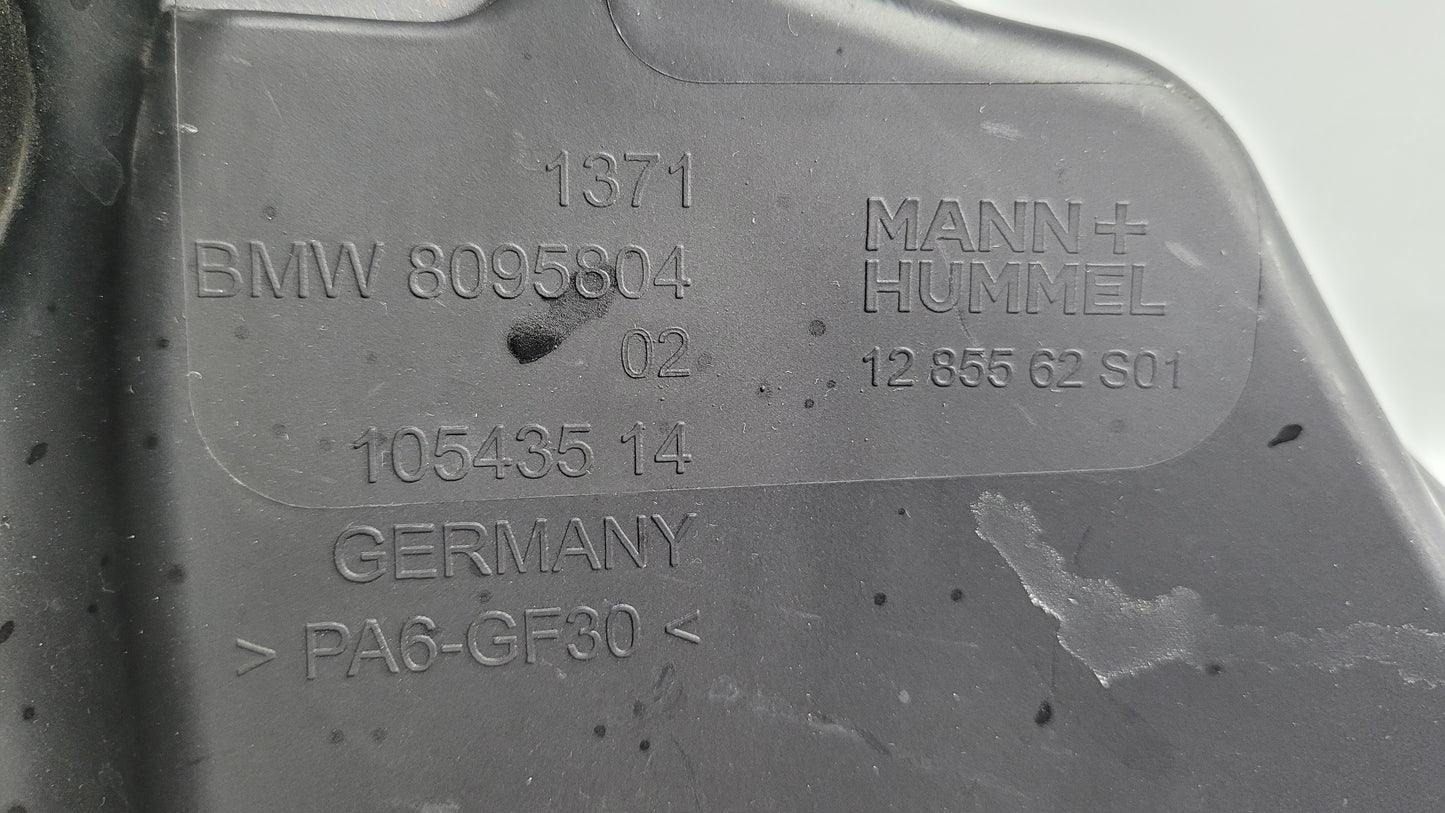 1371
BMW 8095804
02
105435 14
GERMANY
> PA6-GF30 <
MANN+
HUMMEL
12 855 62 S01